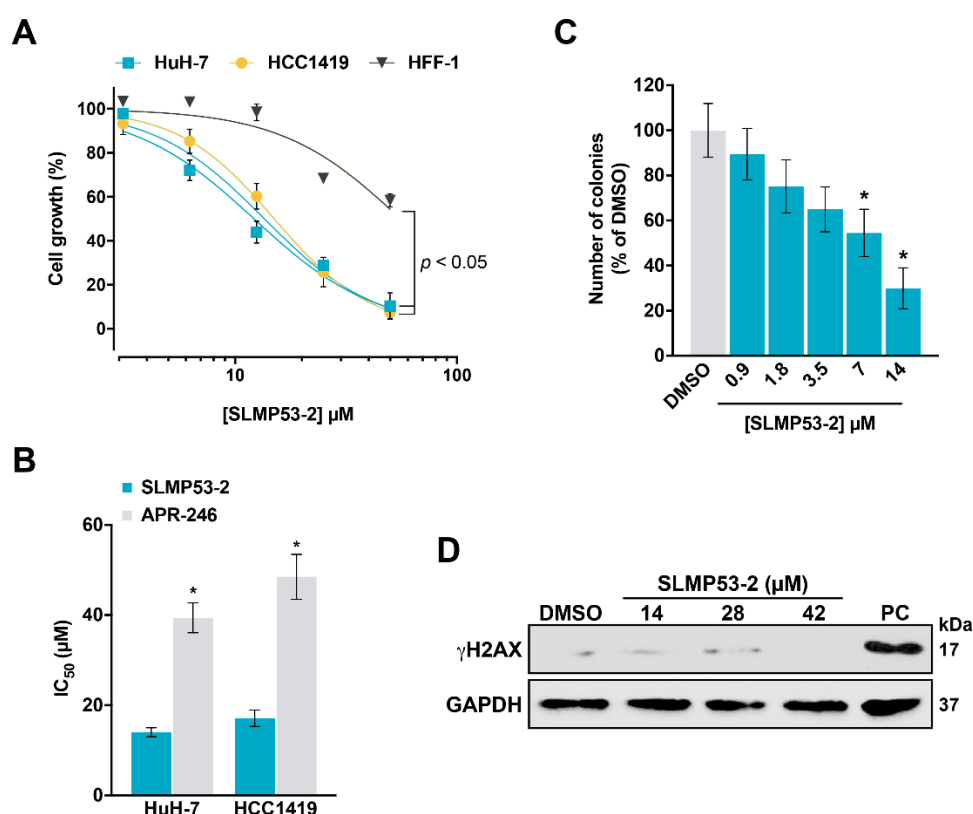 A
HuH-7 HCC1419 HFF-1
Cell growth (%)
100
80
60
40
20
0
p < 0.05
10 100
[SLMP53-2] µM
B
SLMP53-2
APR-246
IC50 (µM)
60
40
20
0
HuH-7 HCC1419
* *
C
Number of colonies
(% of DMSO)
120
100
80
60
40
20
0
* *
DMSO 0.9 1.8 3.5 7 14
[SLMP53-2] µM
D
SLMP53-2 (µM)
DMSO 14 28 42 PC kDa
γH2AX 17
GAPDH 37